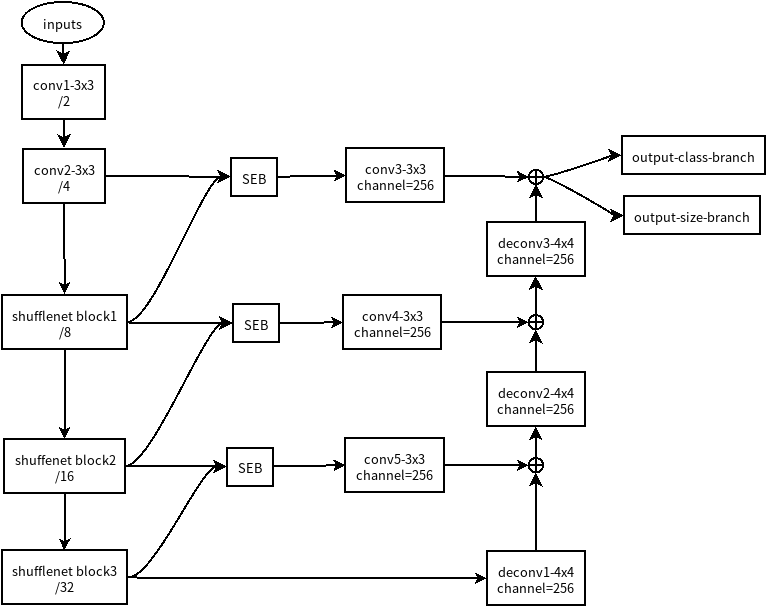 inputs
conv1-3x3
/2
conv2-3x3
/4
SEB
conv3-3x3
channel=256
output-class-branch
output-size-branch
deconv3-4x4
channel=256
shufflenet block1
/8
SEB
conv4-3x3
channel=256
deconv2-4x4
channel=256
shuffenet block2
/16
SEB
conv5-3x3
channel=256
shufflenet block3
/32
deconv1-4x4
channel=256